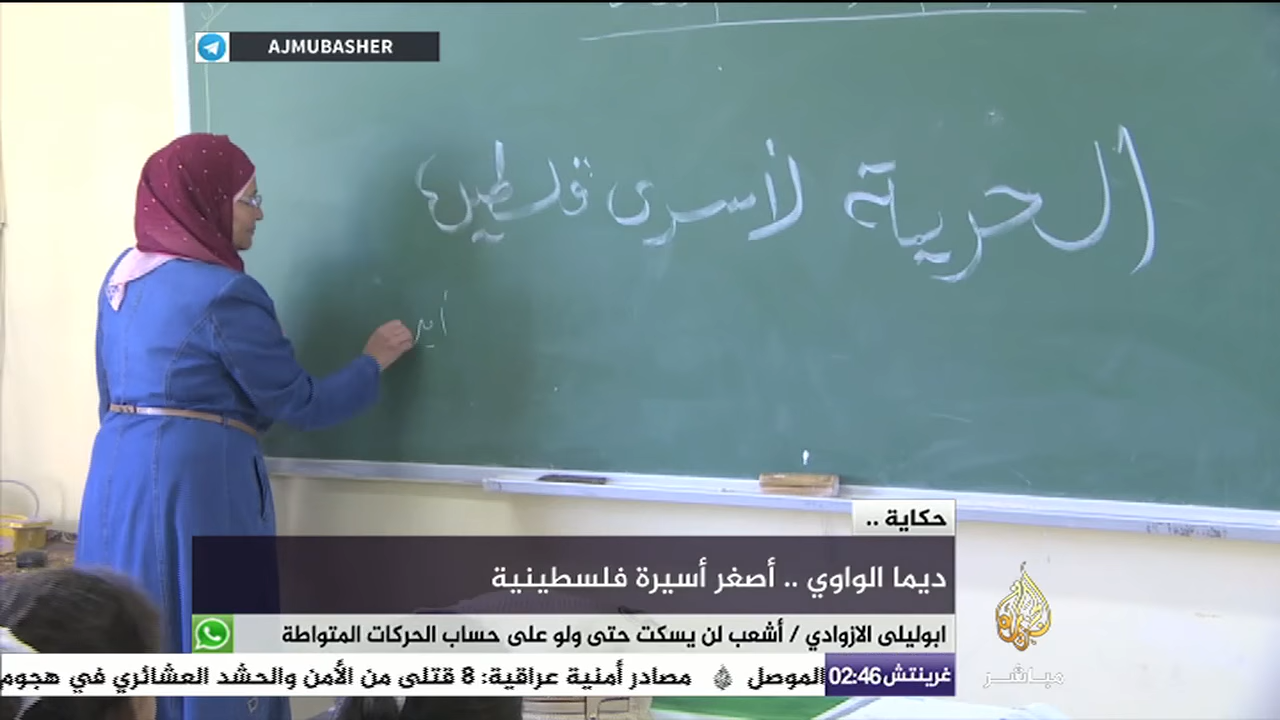 AJMUBASHER
الحرية لأسرى فلسطين
حكاية ..
ديما الواوي .. أصغر أسيرة فلسطينية
ابوليلى الازوادي / أشعب لن يسكت حتى ولو على حساب الحركات المتواطة
غرينتش 02:46
الموصل مصادر أمنية عراقية: 8 قتلى من الأمن والحشد العشائري في هجوم
مباشر